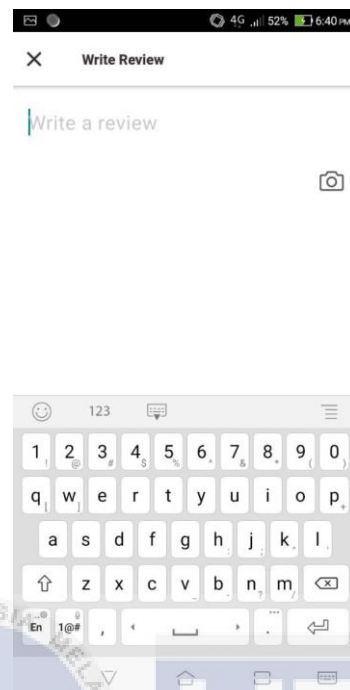 4G 52% 6:40 PM
Write Review
Write a review
123
1 ! 2 @ 3 # 4 $ 5 % 6 ^ 7 & 8 * 9 ( 0 )
q [ w ] e r t y u i o p +
a s d f g h : j ; k , l .
z x c v _ b - n ? m /
En 1@# , . ...